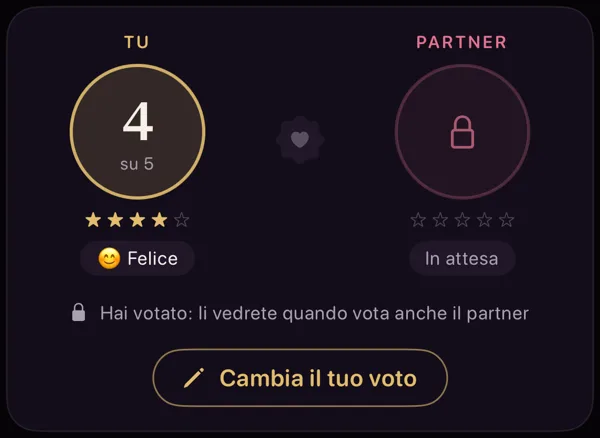 TU
PARTNER
4
su 5
😊 Felice
In attesa
Hai votato: li vedrete quando vota anche il partner
Cambia il tuo voto